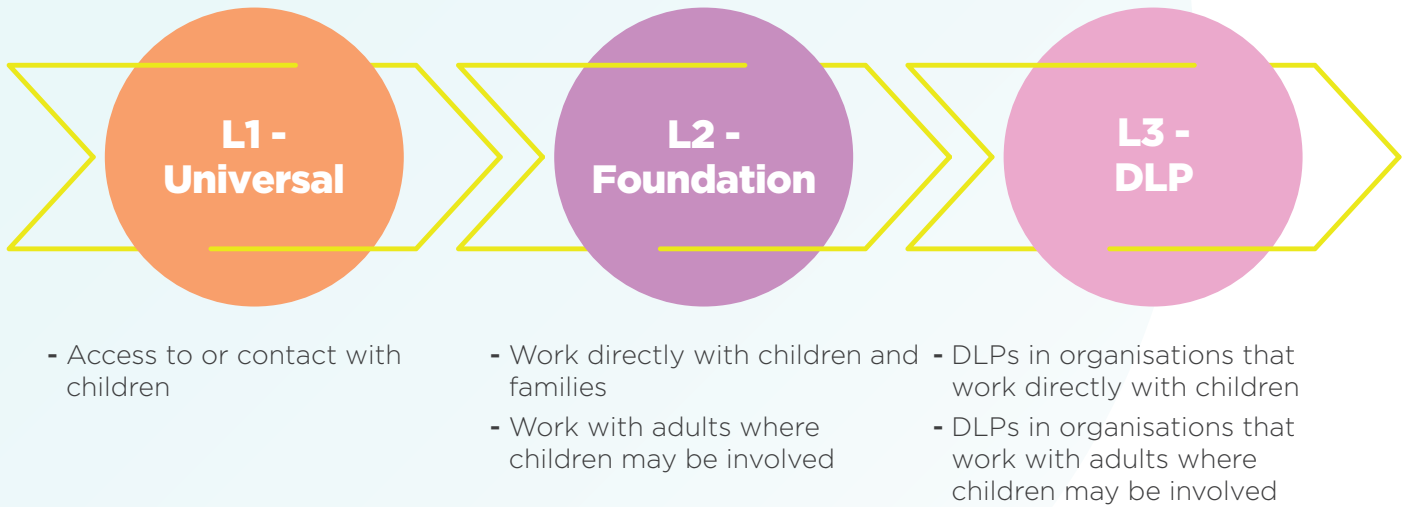 L1 -
Universal
- Access to or contact with
children
L2 -
Foundation
- Work directly with children and
families
- Work with adults where
children may be involved
L3 -
DLP
- DLPs in organisations that
work directly with children
- DLPs in organisations that
work with adults where
children may be involved